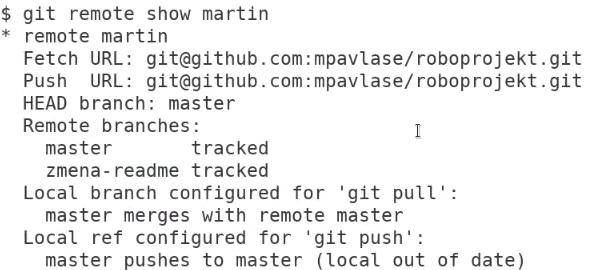 $ git remote show martin
* remote martin
  Fetch URL: git@github.com:mpavlase/roboprojekt.git
  Push  URL: git@github.com:mpavlase/roboprojekt.git
  HEAD branch: master
  Remote branches:
    master       tracked
    zmena-readme tracked
  Local branch configured for 'git pull':
    master merges with remote master
  Local ref configured for 'git push':
    master pushes to master (local out of date)